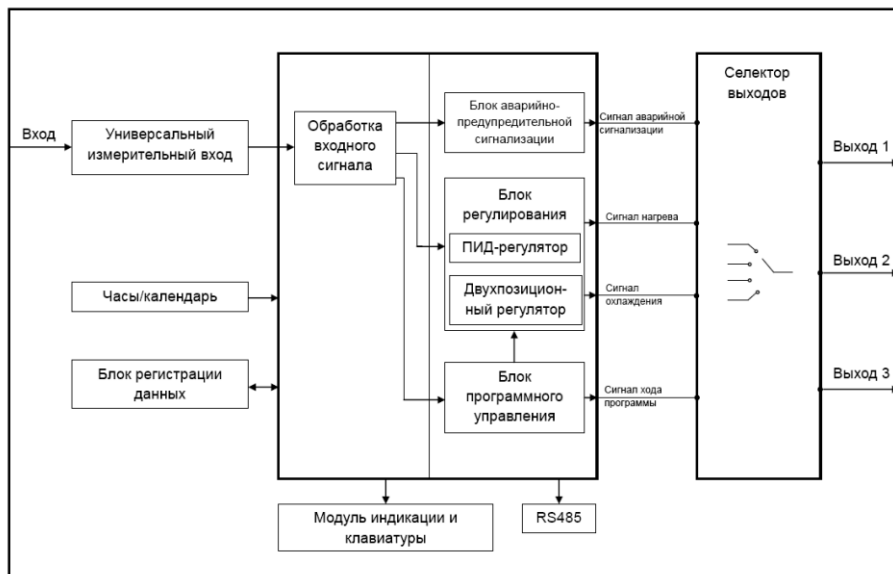 Вход
Универсальный
измерительный вход
Часы/календарь
Блок регистрации
данных
Обработка
входного
сигнала
Блок аварийно-
предупредительной
сигнализации
Блок
регулирования
ПИД-регулятор
Двухпозицион-
ный регулятор
Блок
программного
управления
Сигнал аварийной
сигнализации
Сигнал нагрева
Сигнал
охлаждения
Сигнал хода
программы
Селектор
выходов
Выход 1
Выход 2
Выход 3
Модуль индикации и
клавиатуры
RS485